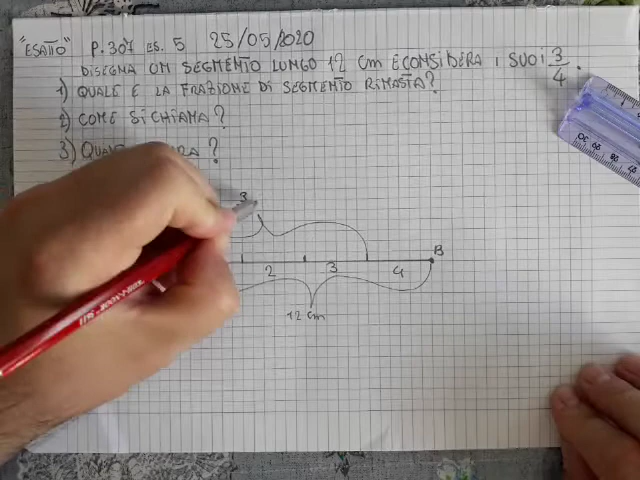 "ESATTO" P. 307 ES. 5 25/05/2020
DISEGNA UN SEGMENTO LUNGO 12 cm E CONSIDERA I SUOI 3/4.
1) QUALE È LA FRAZIONE DI SEGMENTO RIMASTA?
2) COME SI CHIAMA?
3) ?
3
B
2 3 4
12 cm